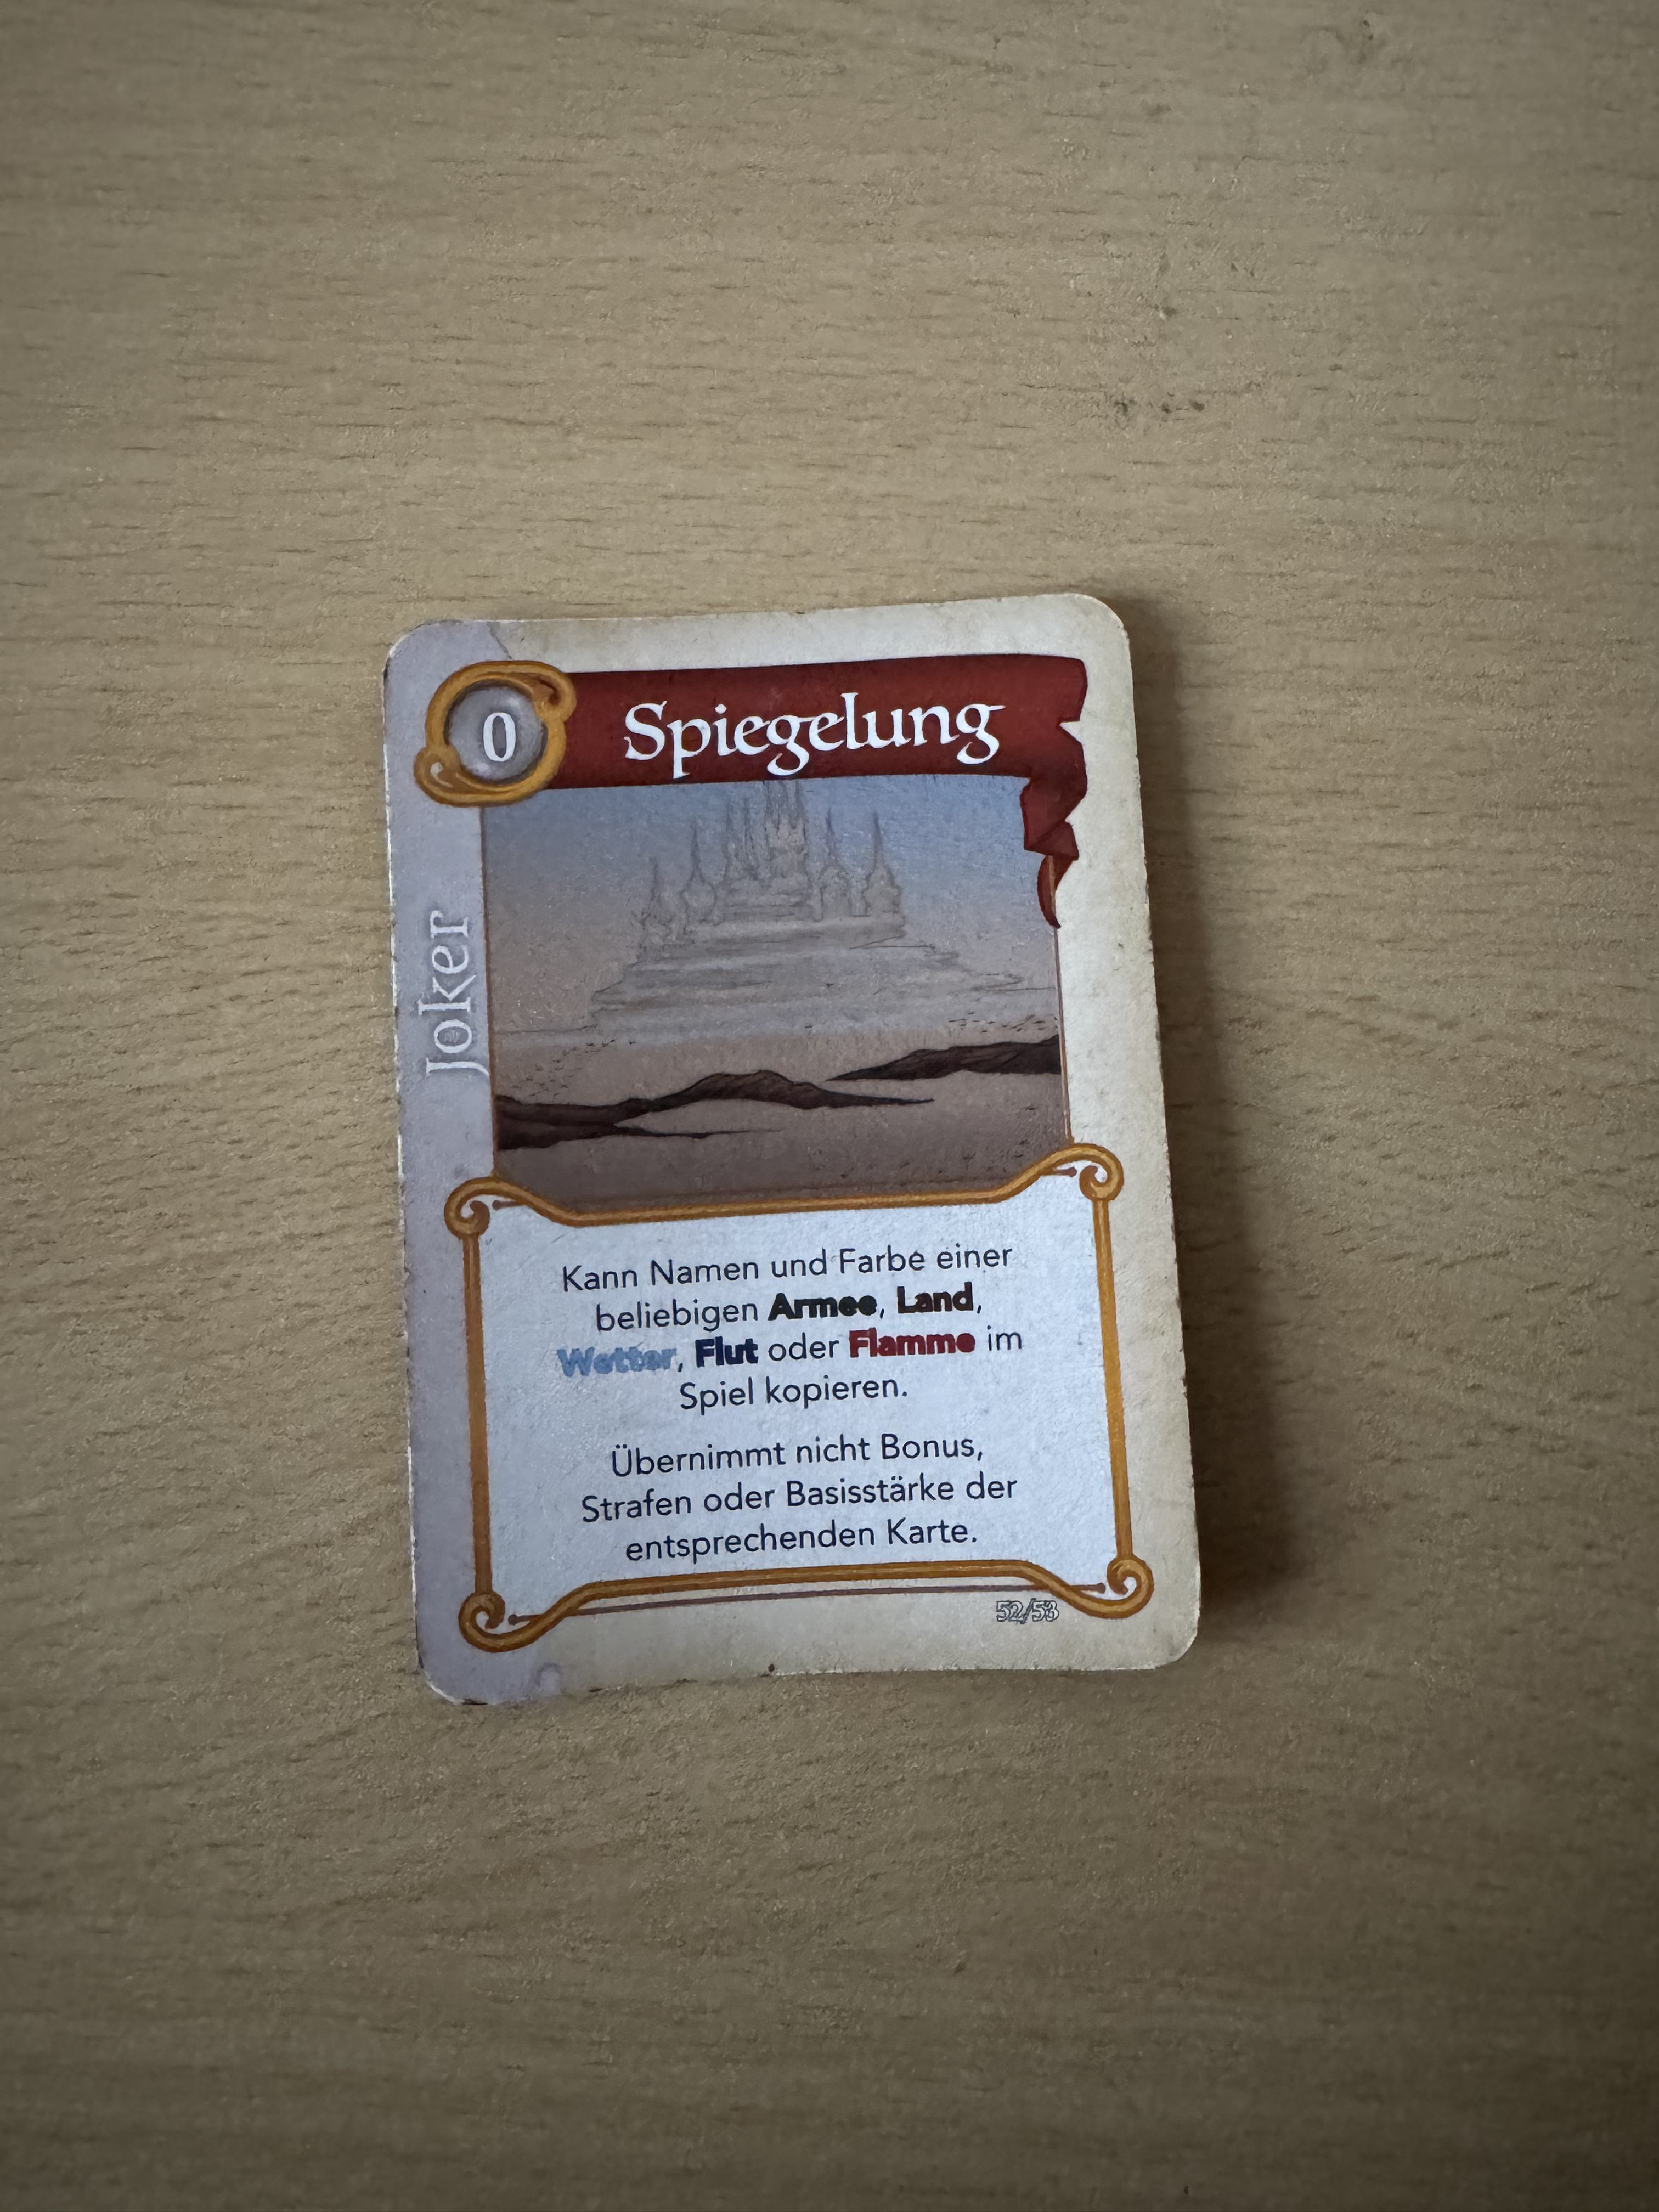 0
Spiegelung
Joker
Kann Namen und Farbe einer
beliebigen Armee, Land,
Wetter, Flut oder Flamme im
Spiel kopieren.
Übernimmt nicht Bonus,
Strafen oder Basisstärke der
entsprechenden Karte.
52/53